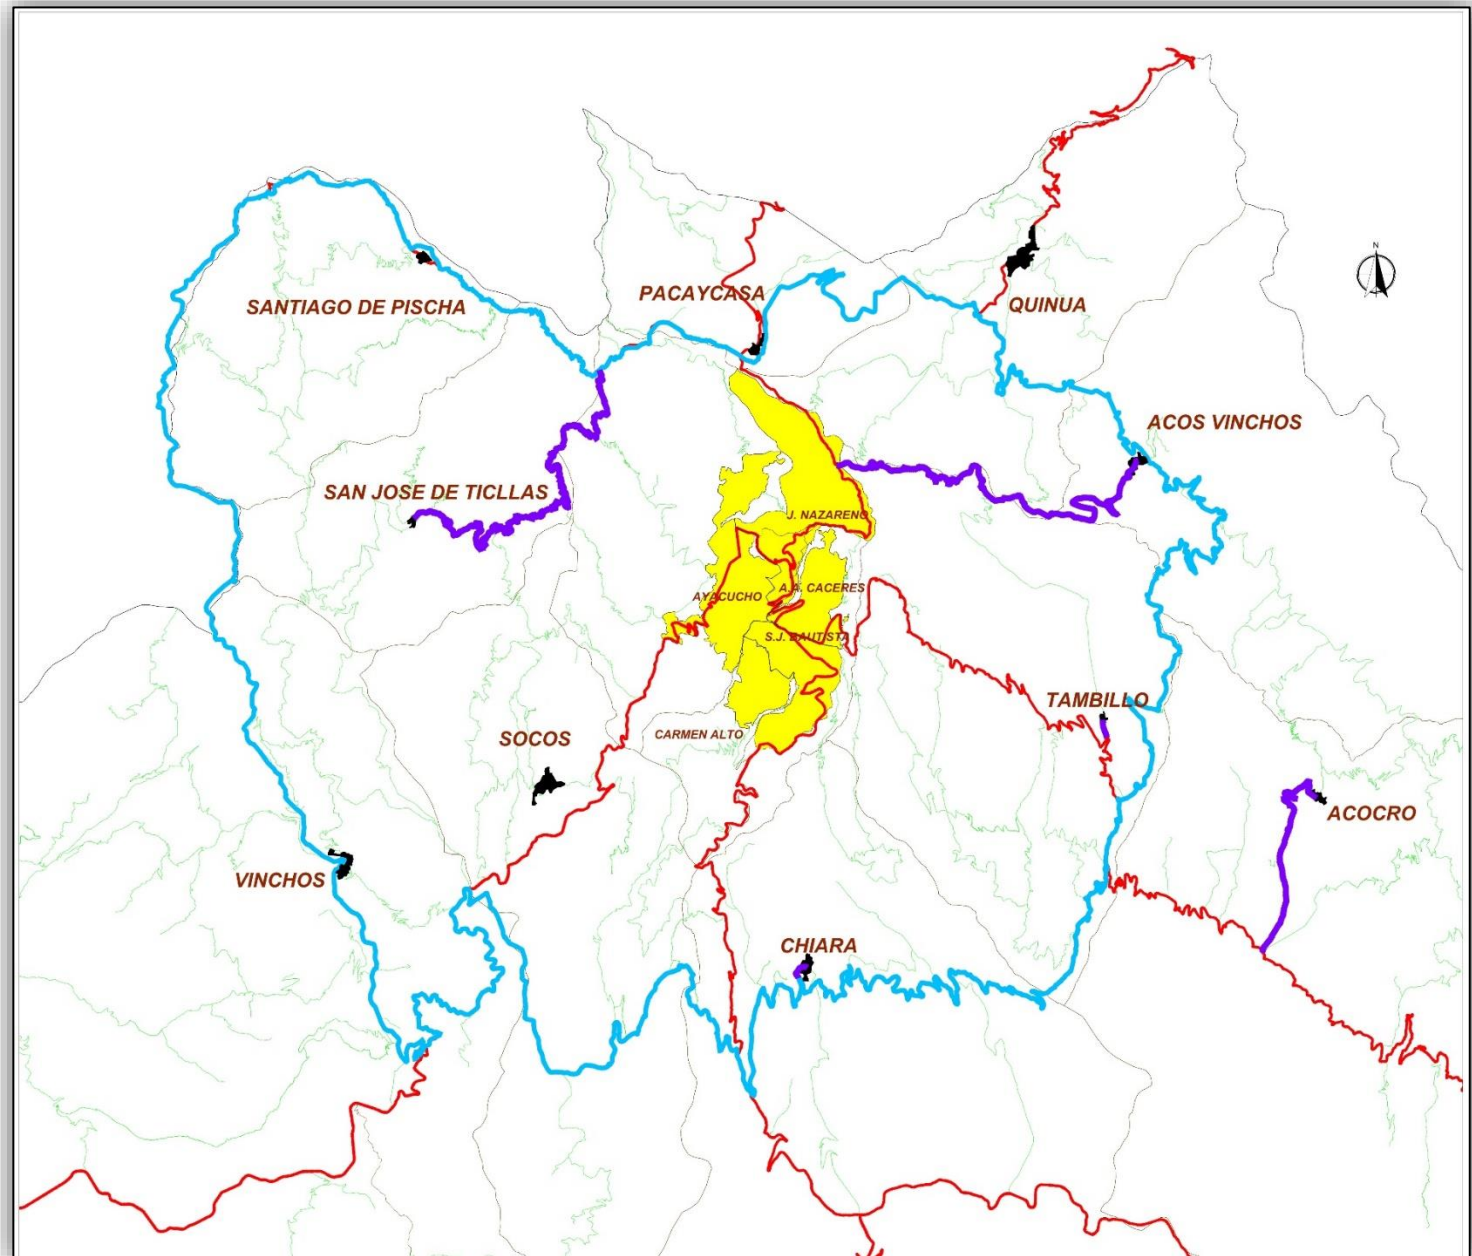 N
SANTIAGO DE PISCHA
PACAYCASA
QUINUA
ACOS VINCHOS
SAN JOSE DE TICLLAS
J. NAZARENO
AYACUCHO
A.A. CACERES
S.J. BAUTISTA
TAMBILLO
CARMEN ALTO
SOCOS
ACOCRO
VINCHOS
CHIARA